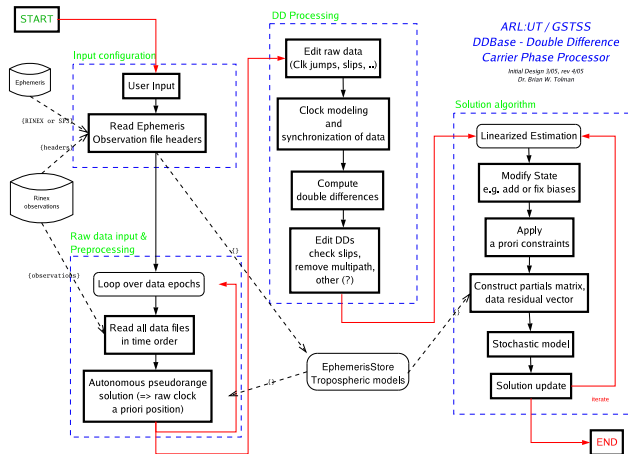 START
Input configuration
Ephemeris
User Input
{RINEX or SP3}
Read Ephemeris
Observation file headers
{headers}
Rinex
observations
Raw data input &
Preprocessing
{observations}
Loop over data epochs
Read all data files
in time order
Autonomous pseudorange
solution (=> raw clock
a priori position)
DD Processing
Edit raw data
(Clk jumps, slips, ..)
Clock modeling
and
synchronization of data
Compute
double differences
Edit DDs
check slips,
remove multipath,
other (?)
{}
EphemerisStore
Tropospheric models
{}
{}
ARL:UT / GSTSS
DDBase - Double Difference
Carrier Phase Processor
Initial Design 3/05, rev 4/05
Dr. Brian W. Tolman
Solution algorithm
Linearized Estimation
Modify State
e.g. add or fix biases
Apply
a priori constraints
Construct partials matrix,
data residual vector
Stochastic model
Solution update
iterate
END